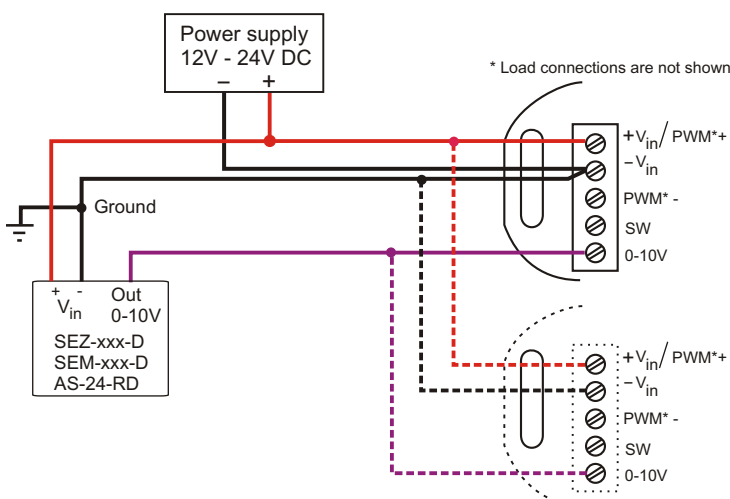 Power supply
12V - 24V DC
– +
* Load connections are not shown
+Vin/ PWM*+
–Vin
PWM* -
SW
0-10V
Ground
+ -
Vin
Out
0-10V
SEZ-xxx-D
SEM-xxx-D
AS-24-RD
+Vin/ PWM*+
–Vin
PWM* -
SW
0-10V